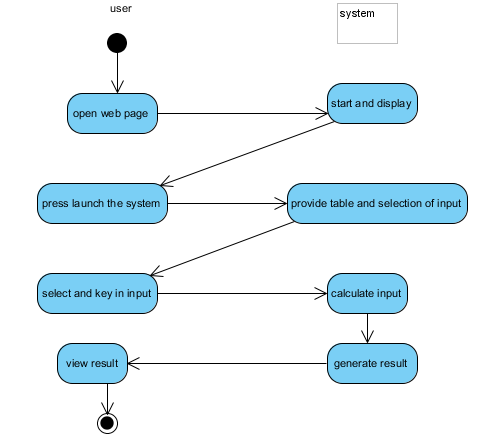 user
system
open web page
start and display
press launch the system
provide table and selection of input
select and key in input
calculate input
view result
generate result